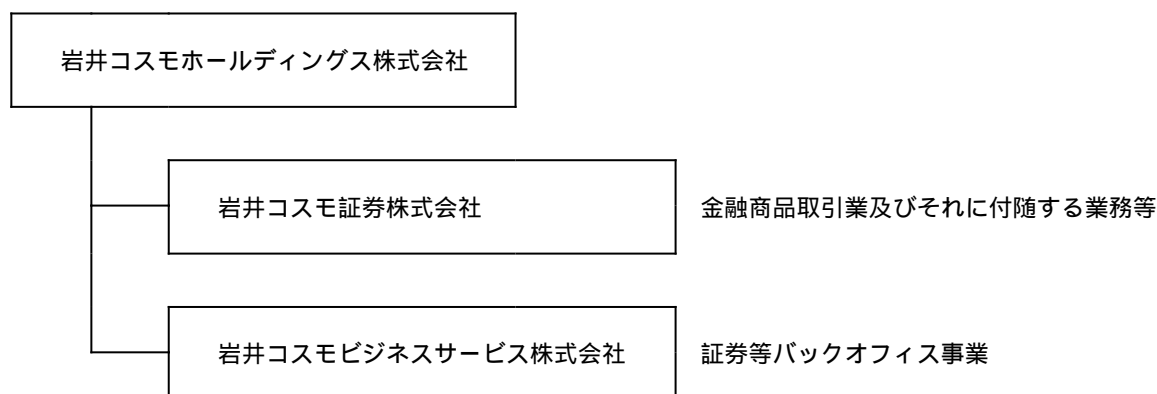 岩井コスモホールディングス株式会社
岩井コスモ証券株式会社
金融商品取引業及びそれに付随する業務等
岩井コスモビジネスサービス株式会社
証券等バックオフィス事業